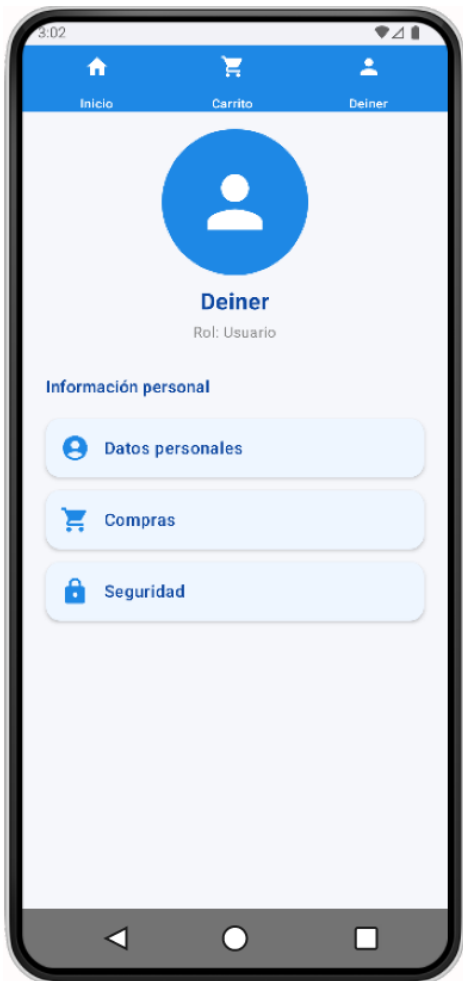 3:02
Inicio Carrito Deiner
Deiner
Rol: Usuario
Información personal
Datos personales
Compras
Seguridad